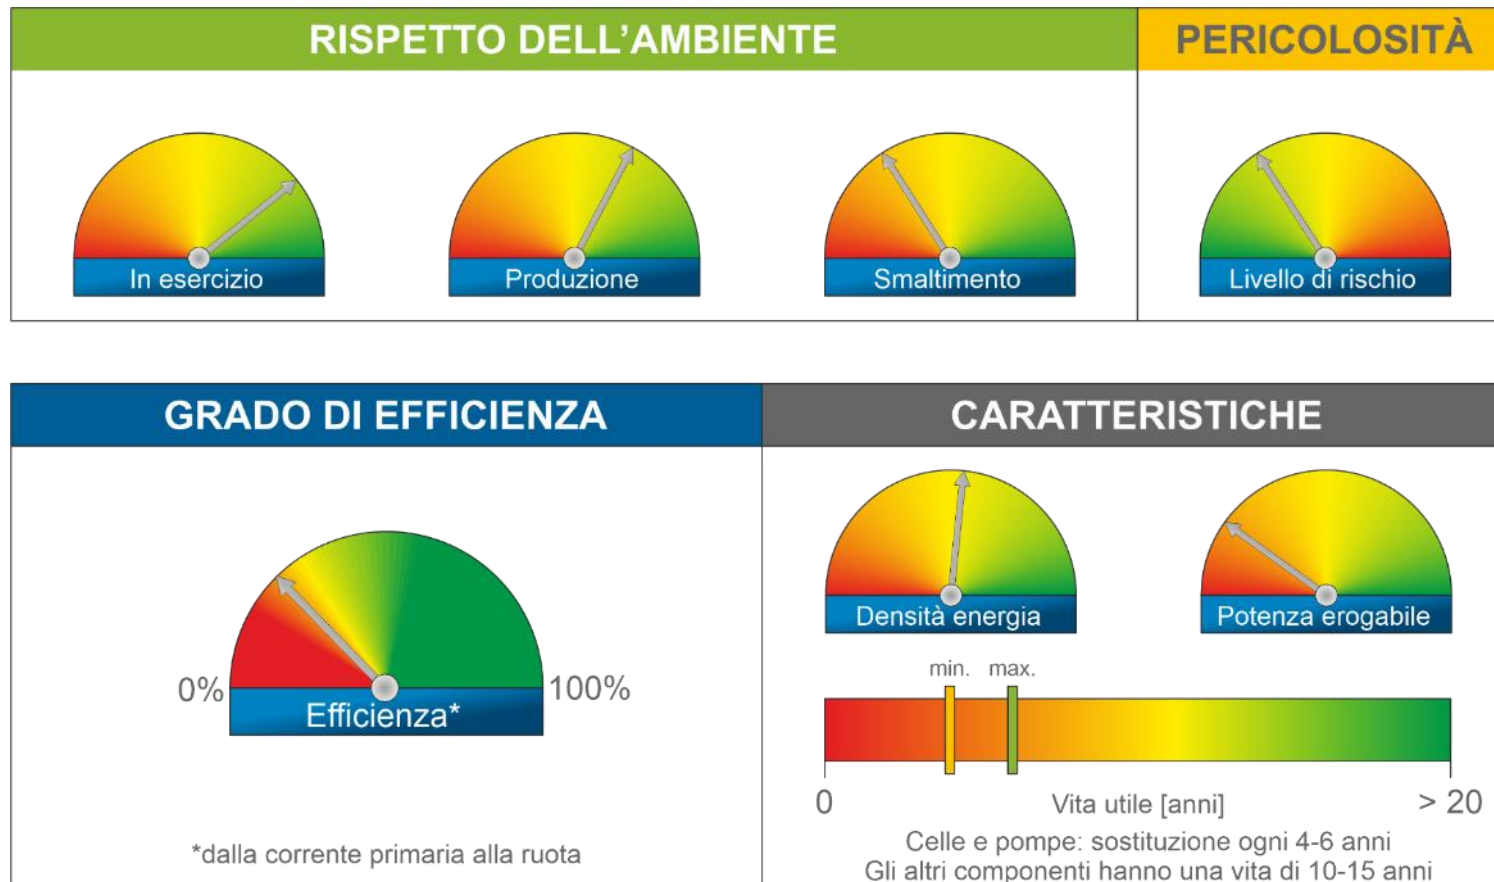 RISPETTO DELL'AMBIENTE
PERICOLOSITÀ
In esercizio
Produzione
Smaltimento
Livello di rischio
GRADO DI EFFICIENZA
CARATTERISTICHE
0%
100%
Efficienza*
*dalla corrente primaria alla ruota
Densità energia
Potenza erogabile
min. max.
0
Vita utile [anni]
> 20
Celle e pompe: sostituzione ogni 4-6 anni
Gli altri componenti hanno una vita di 10-15 anni